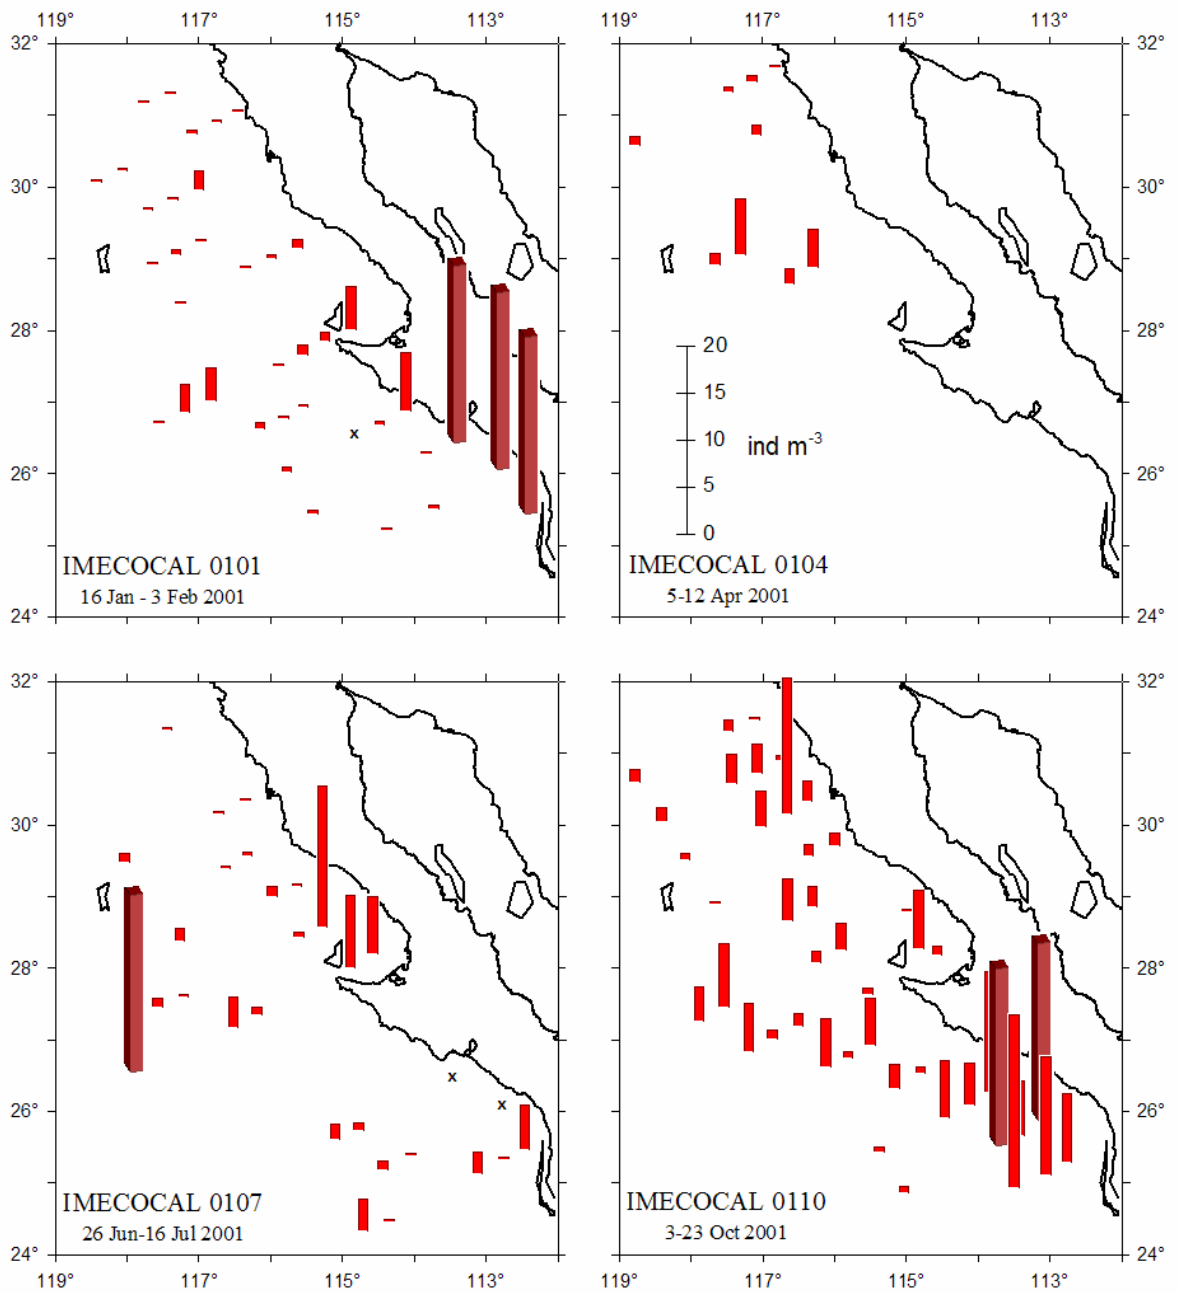 119° 117° 115° 113° 119° 117° 115° 113°
32° 32°
30° 30°
28° 28°
20
15
10 ind m-3
x
26° 26°
5
0
IMECOCAL 0101 IMECOCAL 0104
16 Jan - 3 Feb 2001 5-12 Apr 2001
24° 24°
32° 32°
30° 30°
28° 28°
x
x
26° 26°
IMECOCAL 0107 IMECOCAL 0110
26 Jun-16 Jul 2001 3-23 Oct 2001
24° 24°
119° 117° 115° 113° 119° 117° 115° 113°